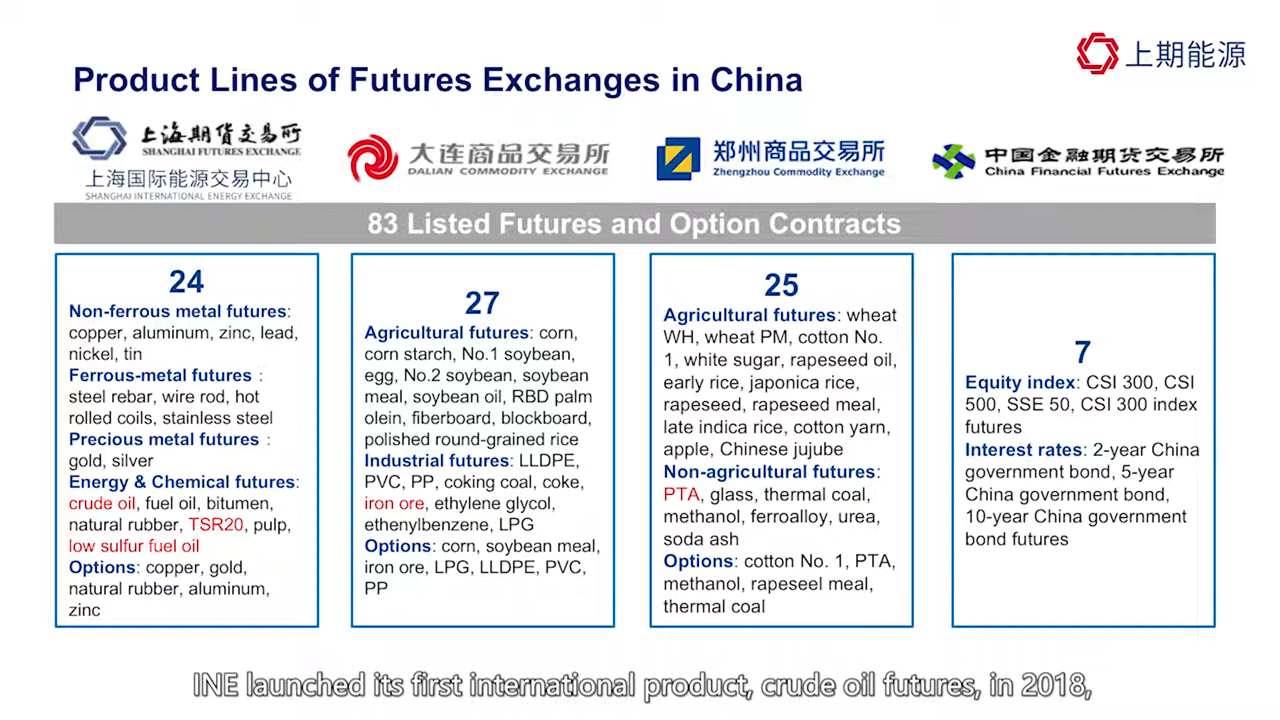 上期能源
Product Lines of Futures Exchanges in China
上海期货交易所
SHANGHAI FUTURES EXCHANGE
上海国际能源交易中心
SHANGHAI INTERNATIONAL ENERGY EXCHANGE
大连商品交易所
DALIAN COMMODITY EXCHANGE
郑州商品交易所
Zhengzhou Commodity Exchange
中国金融期货交易所
China Financial Futures Exchange
83 Listed Futures and Option Contracts
24
Non-ferrous metal futures:
copper, aluminum, zinc, lead,
nickel, tin
Ferrous-metal futures：
steel rebar, wire rod, hot
rolled coils, stainless steel
Precious metal futures：
gold, silver
Energy & Chemical futures:
crude oil, fuel oil, bitumen,
natural rubber, TSR20, pulp,
low sulfur fuel oil
Options: copper, gold,
natural rubber, aluminum,
zinc
27
Agricultural futures: corn,
corn starch, No.1 soybean,
egg, No.2 soybean, soybean
meal, soybean oil, RBD palm
olein, fiberboard, blockboard,
polished round-grained rice
Industrial futures: LLDPE,
PVC, PP, coking coal, coke,
iron ore, ethylene glycol,
ethenylbenzene, LPG
Options: corn, soybean meal,
iron ore, LPG, LLDPE, PVC,
PP
25
Agricultural futures: wheat
WH, wheat PM, cotton No.
1, white sugar, rapeseed oil,
early rice, japonica rice,
rapeseed, rapeseed meal,
late indica rice, cotton yarn,
apple, Chinese jujube
Non-agricultural futures:
PTA, glass, thermal coal,
methanol, ferroalloy, urea,
soda ash
Options: cotton No. 1, PTA,
methanol, rapeseel meal,
thermal coal
7
Equity index: CSI 300, CSI
500, SSE 50, CSI 300 index
futures
Interest rates: 2-year China
government bond, 5-year
China government bond,
10-year China government
bond futures
INE launched its first international product, crude oil futures, in 2018,